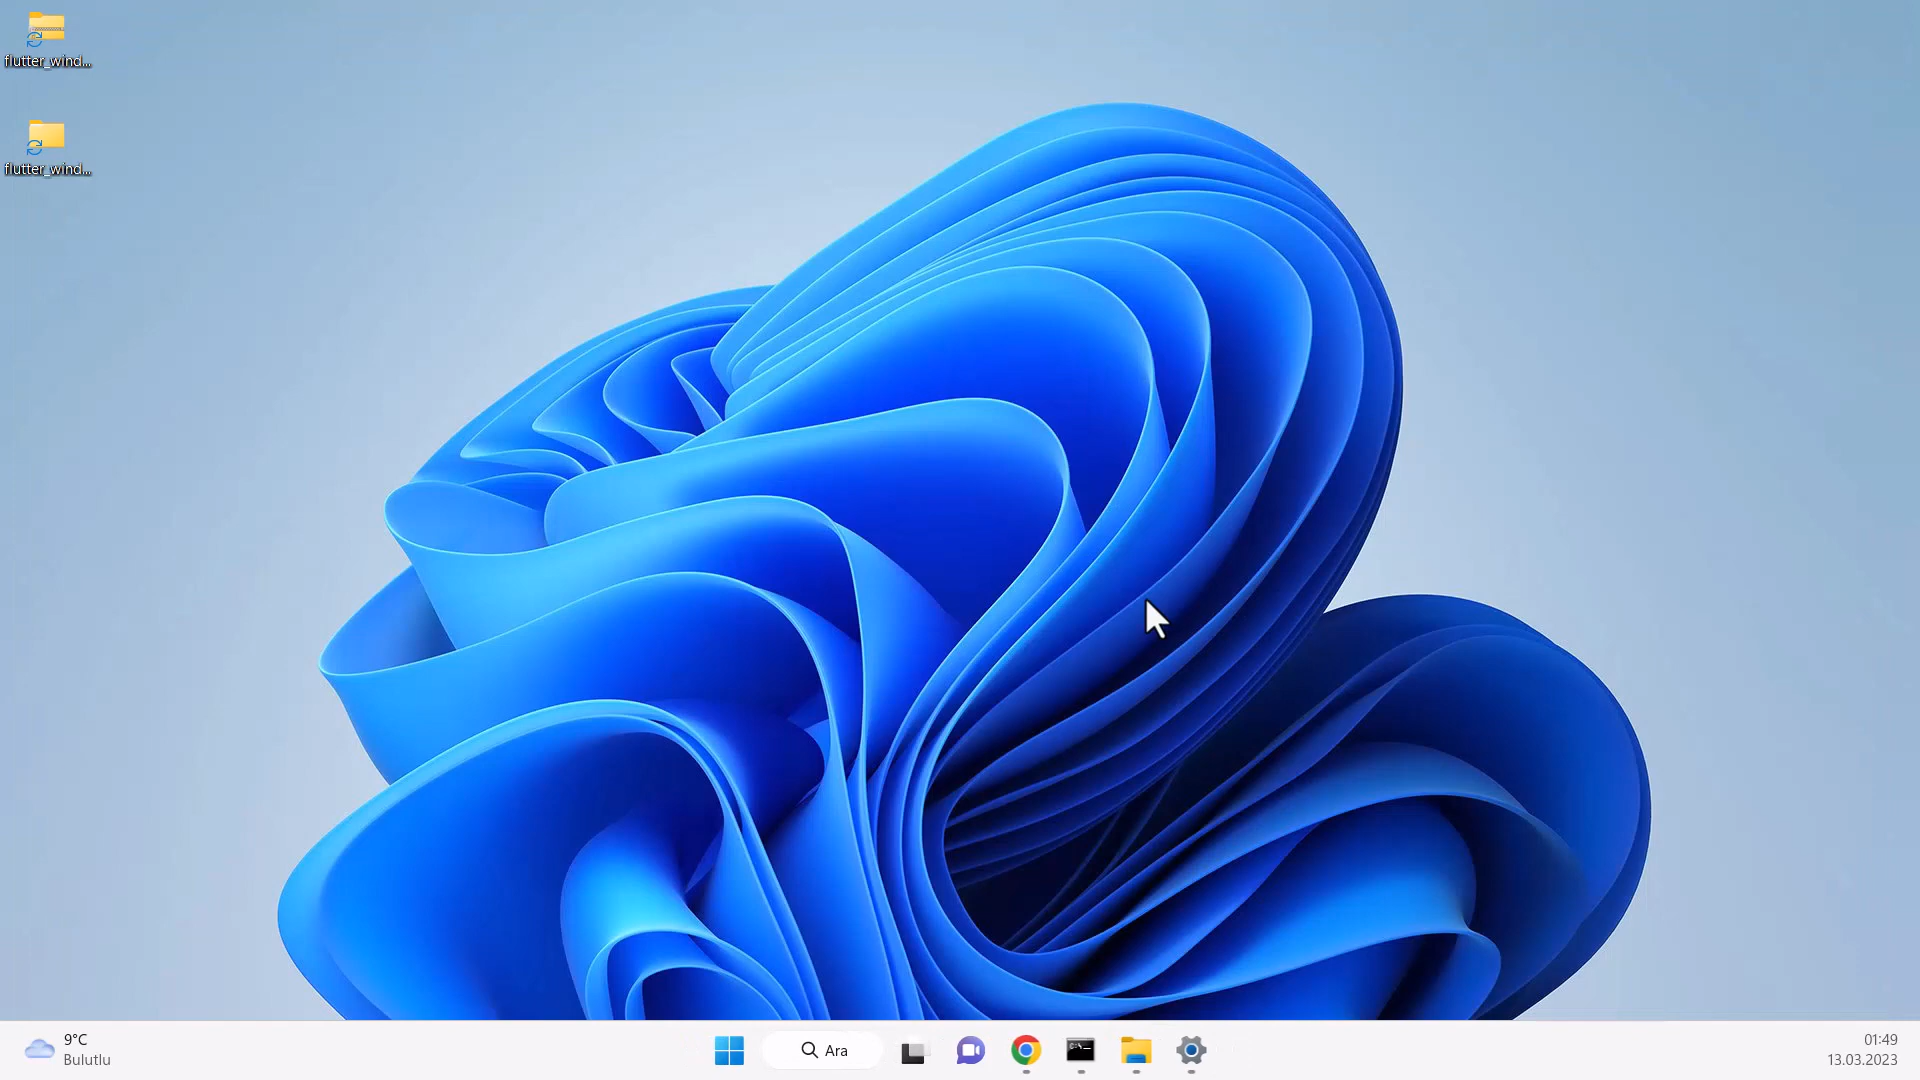 flutter_wind...
flutter_wind...
9°C
Bulutlu
Ara
C:\_
01:49
13.03.2023